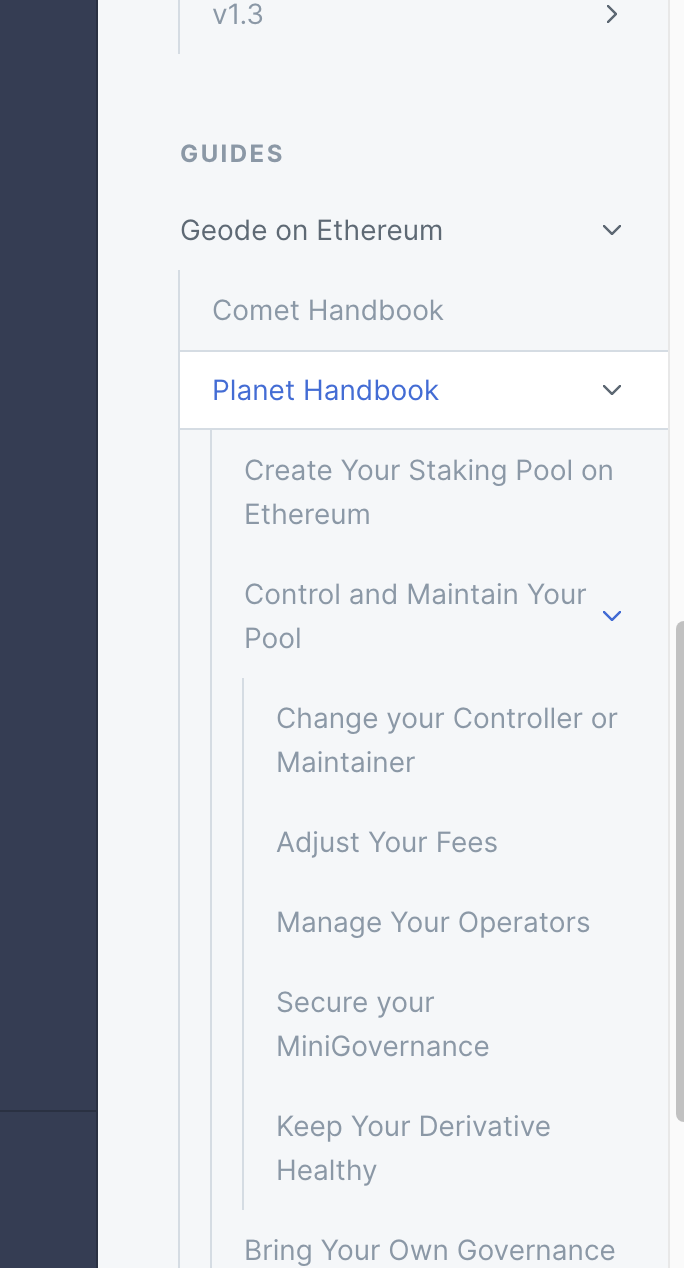 v1.3
GUIDES
Geode on Ethereum
Comet Handbook
Planet Handbook
Create Your Staking Pool on
Ethereum
Control and Maintain Your
Pool
Change your Controller or
Maintainer
Adjust Your Fees
Manage Your Operators
Secure your
MiniGovernance
Keep Your Derivative
Healthy
Bring Your Own Governance